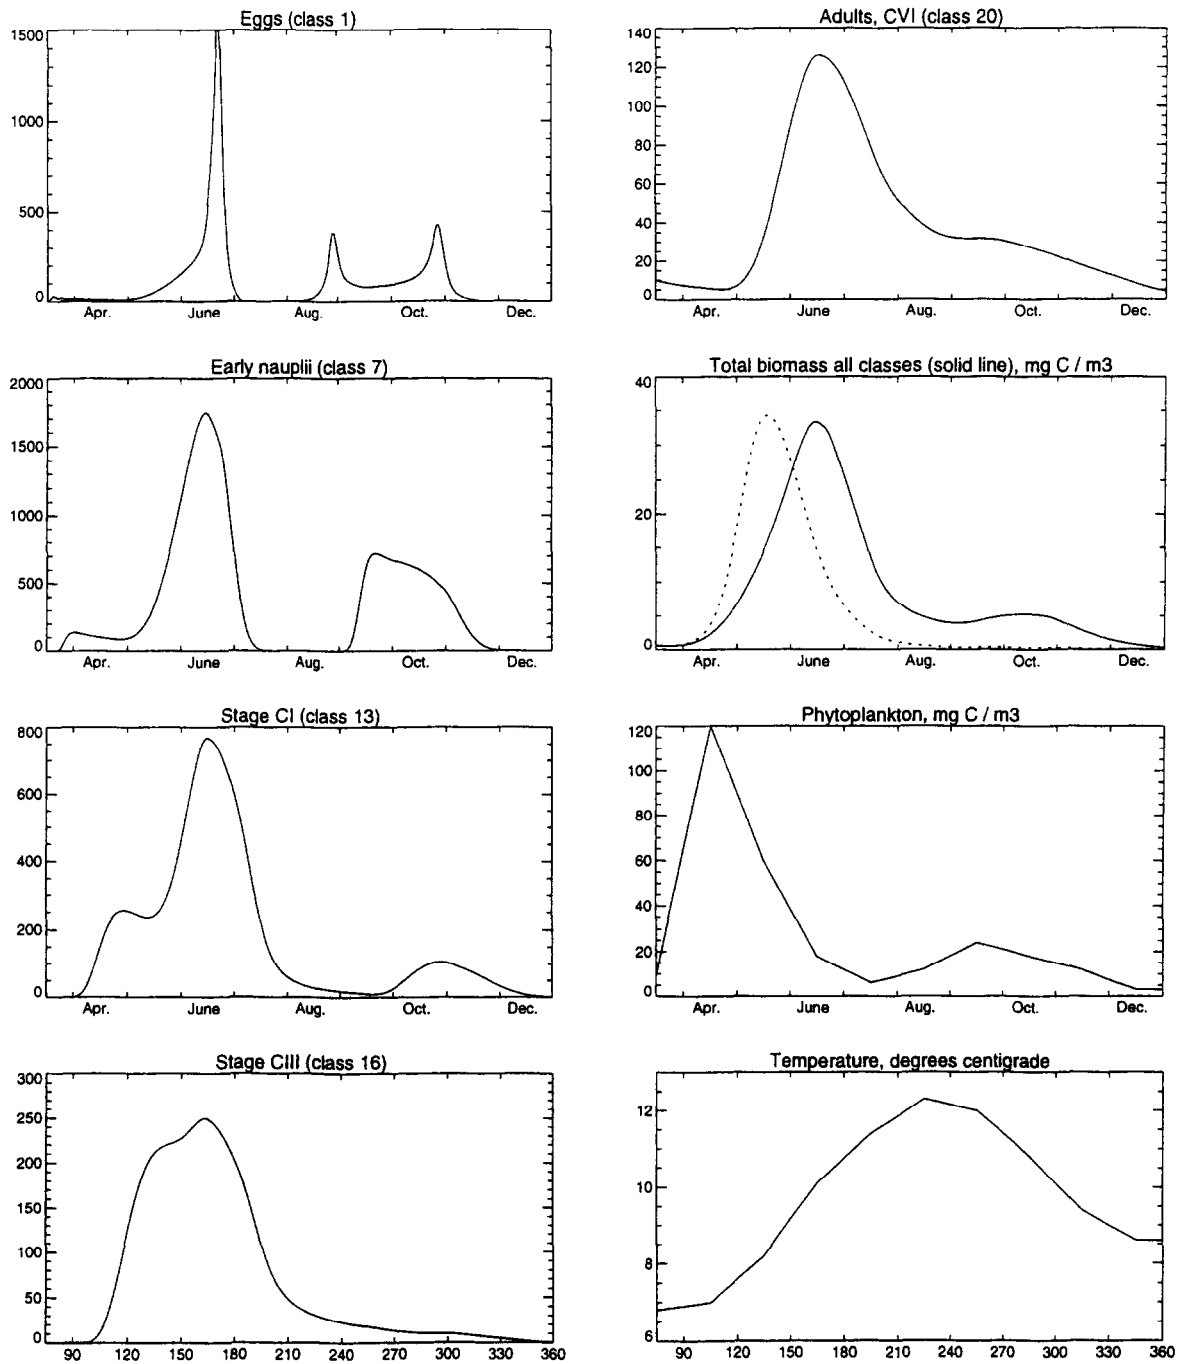 Eggs (class 1)
1500
1000
500
0
Apr. June Aug. Oct. Dec.
Adults, CVI (class 20)
140
120
100
80
60
40
20
0
Apr. June Aug. Oct. Dec.
Early nauplii (class 7)
2000
1500
1000
500
0
Apr. June Aug. Oct. Dec.
Total biomass all classes (solid line), mg C / m3
40
20
0
Apr. June Aug. Oct. Dec.
Stage CI (class 13)
800
600
400
200
0
Apr. June Aug. Oct. Dec.
Phytoplankton, mg C / m3
120
100
80
60
40
20
0
Apr. June Aug. Oct. Dec.
Stage CIII (class 16)
300
250
200
150
100
50
0
90 120 150 180 210 240 270 300 330 360
Temperature, degrees centigrade
12
10
8
6
90 120 150 180 210 240 270 300 330 360